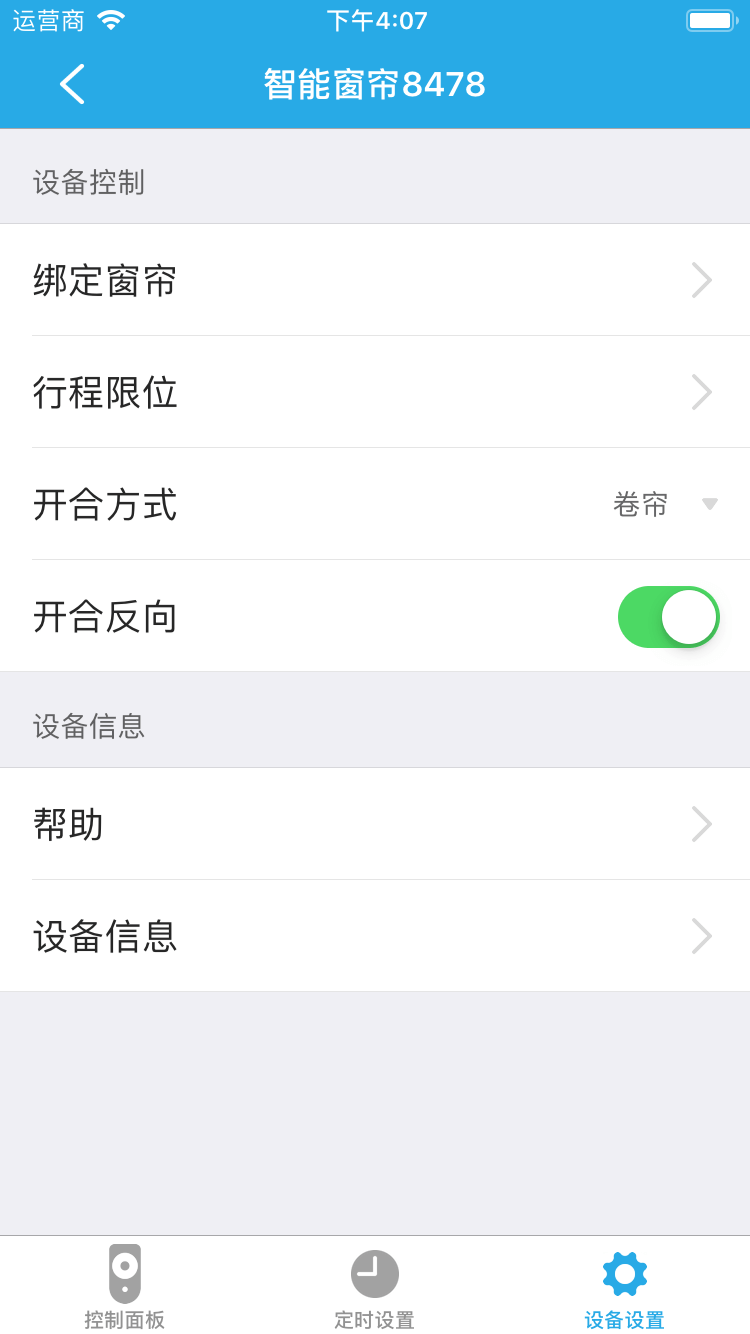 运营商 下午4:07
智能窗帘8478
设备控制
绑定窗帘
行程限位
开合方式 卷帘
开合反向
设备信息
帮助
设备信息
控制面板 定时设置 设备设置